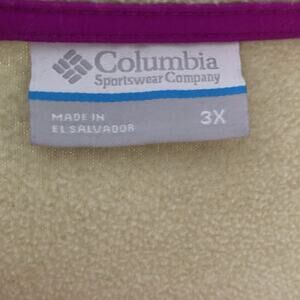 Columbia
Sportswear Company
MADE IN 3X
EL SALVADOR